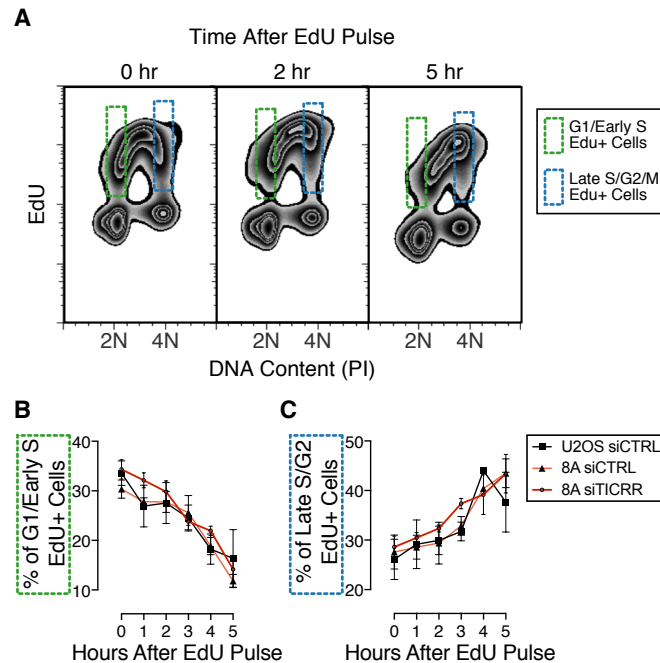 A
Time After EdU Pulse
0 hr
2 hr
5 hr
EdU
2N
4N
2N
4N
2N
4N
DNA Content (PI)
G1/Early S
Edu+ Cells
Late S/G2/M
Edu+ Cells
B
% of G1/Early S
EdU+ Cells
40
30
20
10
0
1
2
3
4
5
Hours After EdU Pulse
C
% of Late S/G2
EdU+ Cells
50
40
30
20
0
1
2
3
4
5
Hours After EdU Pulse
U2OS siCTRL
8A siCTRL
8A siTICRR